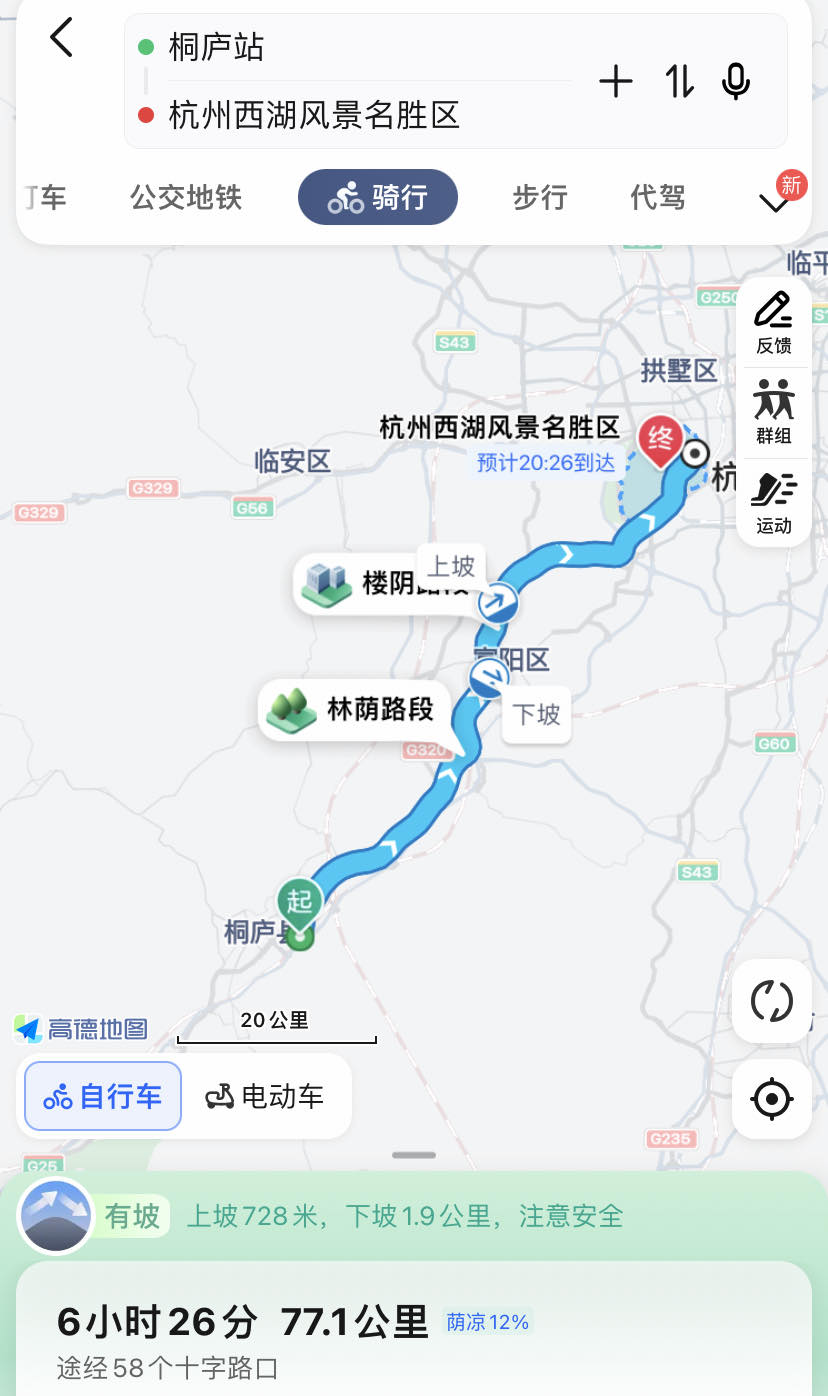 桐庐站
杭州西湖风景名胜区
车
公交地铁
骑行
步行
代驾
新
临平
G250
反馈
S43
拱墅区
群组
杭州西湖风景名胜区
终
预计20:26到达
临安区
杭
G329
G56
G329
运动
上坡
楼阴
富阳区
林荫路段
下坡
G320
G60
S43
起
桐庐县
高德地图
20公里
自行车
电动车
G235
G25
有坡
上坡728米，下坡1.9公里，注意安全
6小时26分 77.1公里 荫凉12%
途经58个十字路口